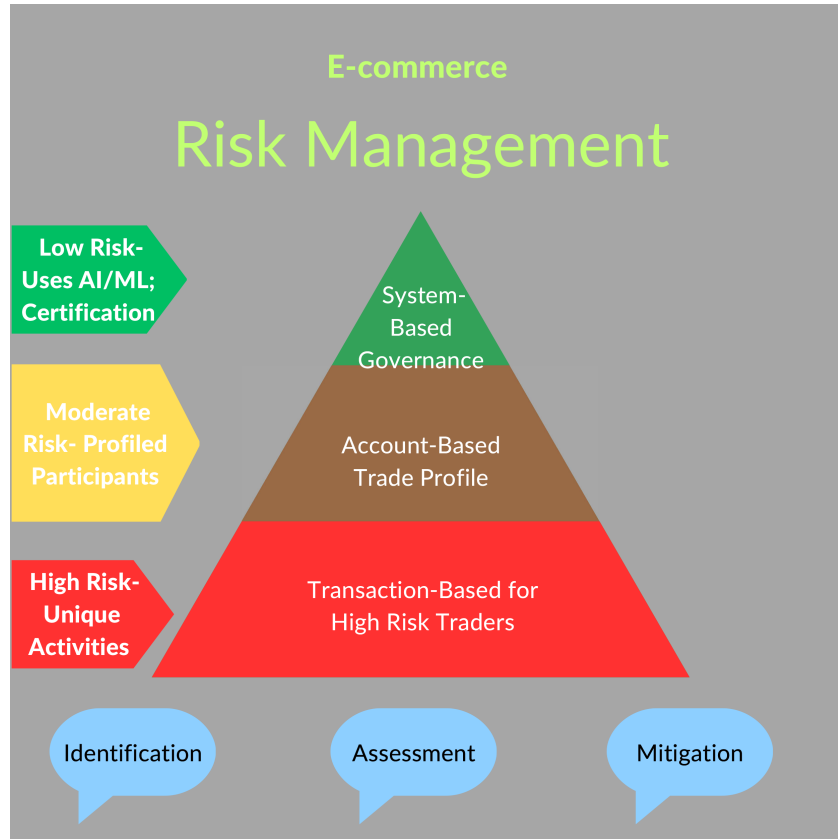 E-commerce
Risk Management
Low Risk-
Uses AI/ML;
Certification
System-
Based
Governance
Moderate
Risk- Profiled
Participants
Account-Based
Trade Profile
High Risk-
Unique
Activities
Transaction-Based for
High Risk Traders
Identification
Assessment
Mitigation